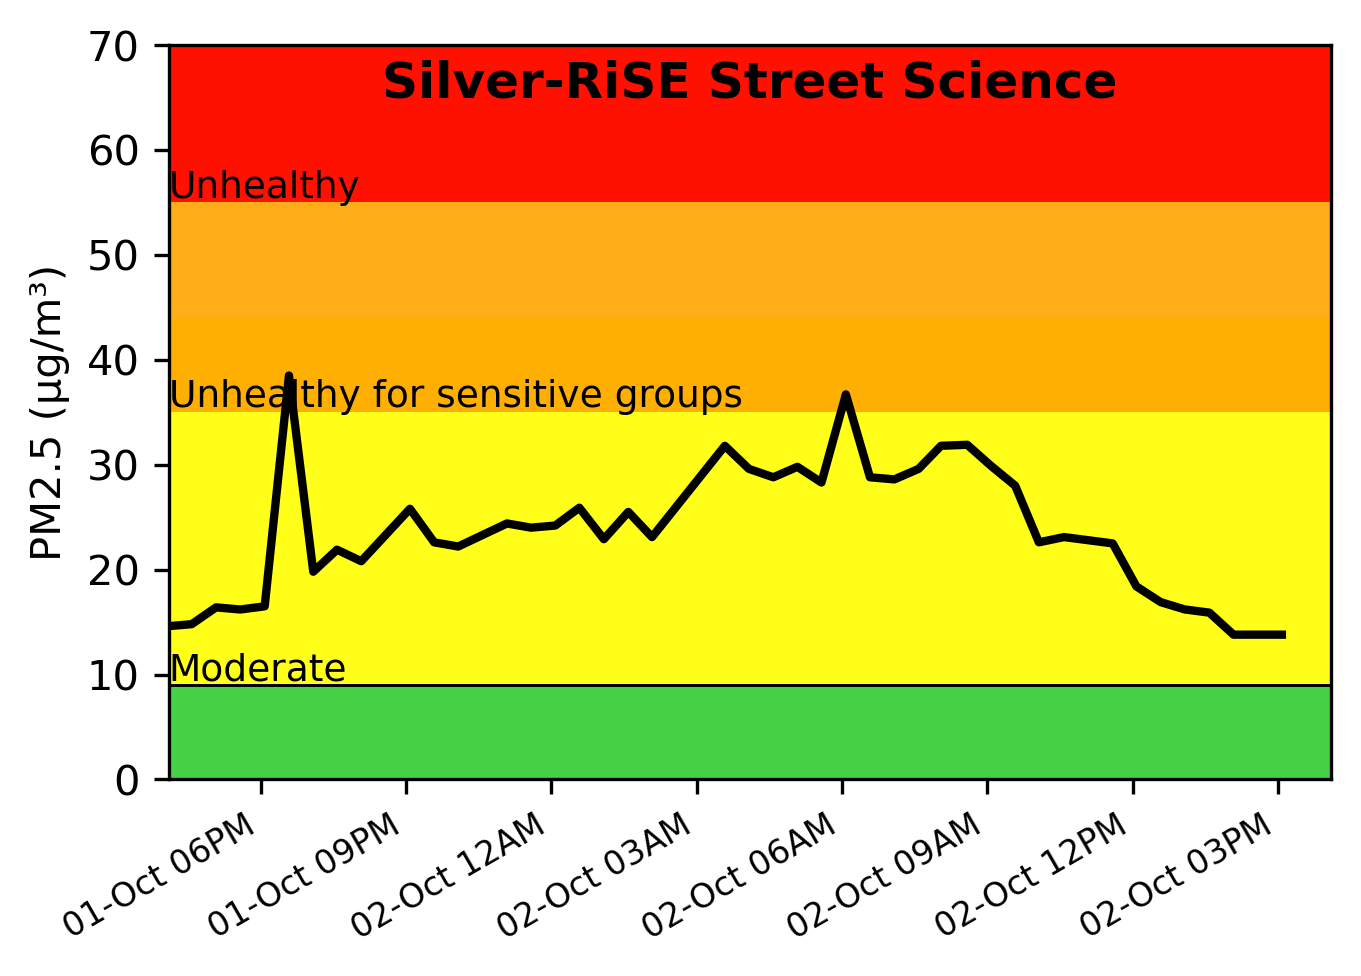 Silver-RiSE Street Science
70
60
50
40
30
20
10
0
PM2.5 (µg/m³)
Unhealthy
Unhealthy for sensitive groups
Moderate
01-Oct 06PM
01-Oct 09PM
02-Oct 12AM
02-Oct 03AM
02-Oct 06AM
02-Oct 09AM
02-Oct 12PM
02-Oct 03PM